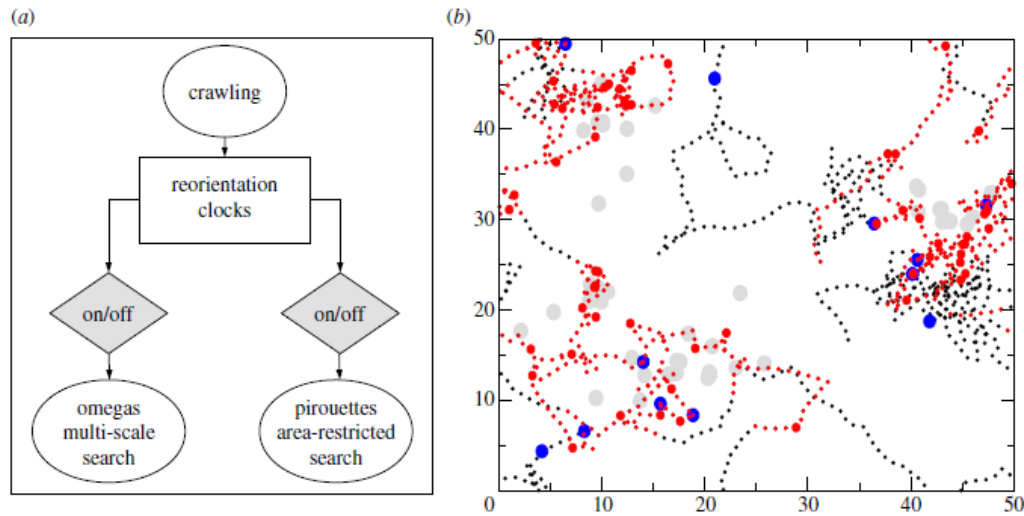 (a)
crawling
reorientation
clocks
on/off
on/off
omegas
multi-scale
search
pirouettes
area-restricted
search
(b)
50
40
30
20
10
0
10
20
30
40
50